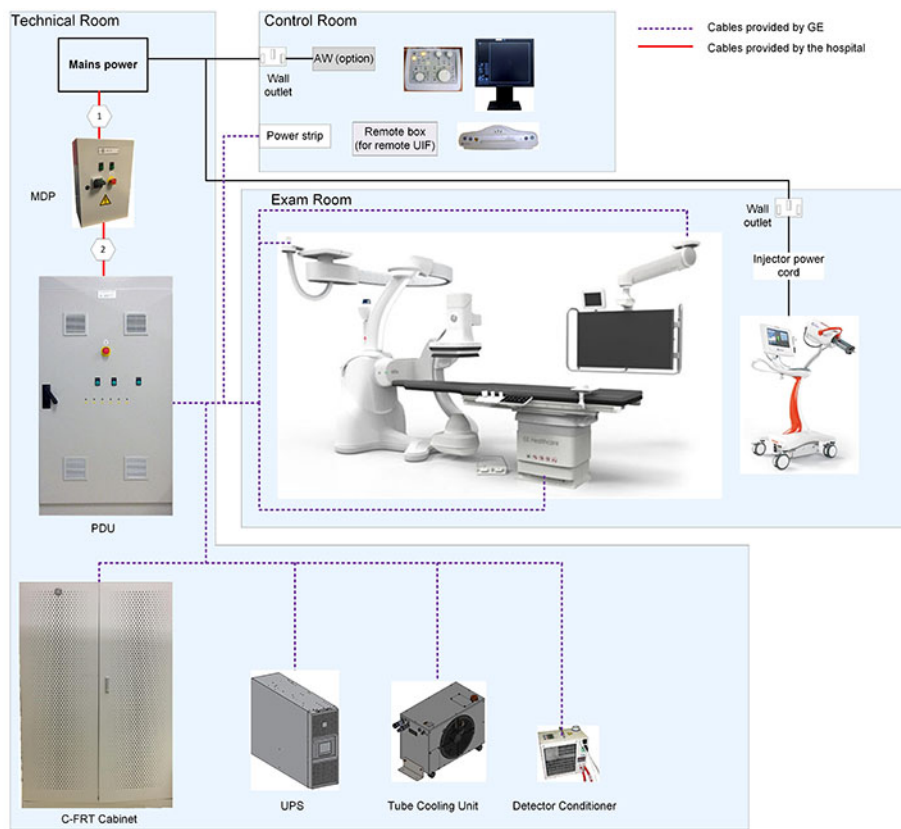 Technical Room
Control Room
Cables provided by GE
Cables provided by the hospital
Mains power
Wall
outlet
AW (option)
1
Power strip
Remote box
(for remote UIF)
MDP
Exam Room
2
Wall
outlet
Injector power
cord
GE Healthcare
PDU
C-FRT Cabinet
UPS
Tube Cooling Unit
Detector Conditioner